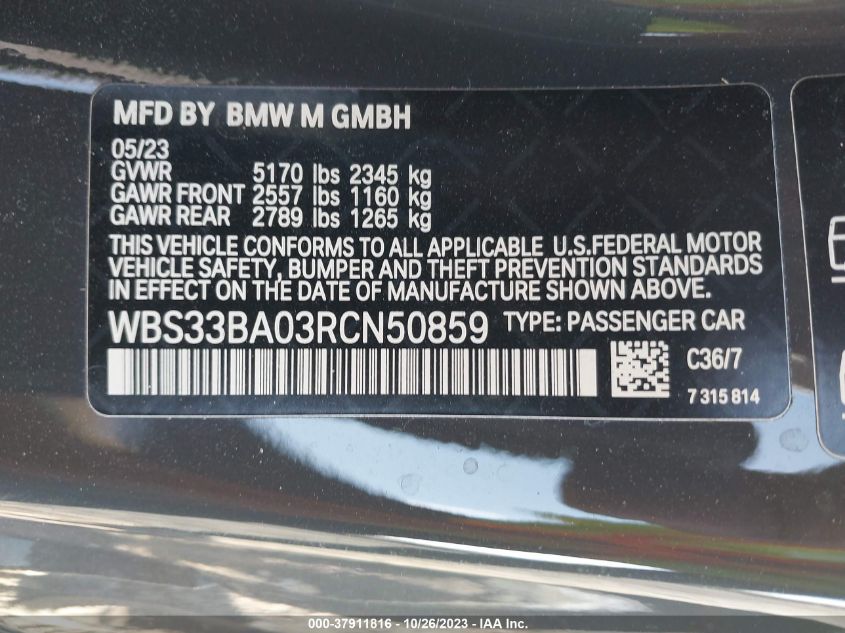 MFD BY BMW M GMBH
05/23
GVWR 5170 lbs 2345 kg
GAWR FRONT 2557 lbs 1160 kg
GAWR REAR 2789 lbs 1265 kg
THIS VEHICLE CONFORMS TO ALL APPLICABLE U.S.FEDERAL MOTOR
VEHICLE SAFETY, BUMPER AND THEFT PREVENTION STANDARDS
IN EFFECT ON THE DATE OF MANUFACTURE SHOWN ABOVE.
WBS33BA03RCN50859 TYPE: PASSENGER CAR
C36/7
7 315 814
000-37911816 - 10/26/2023 - IAA Inc.